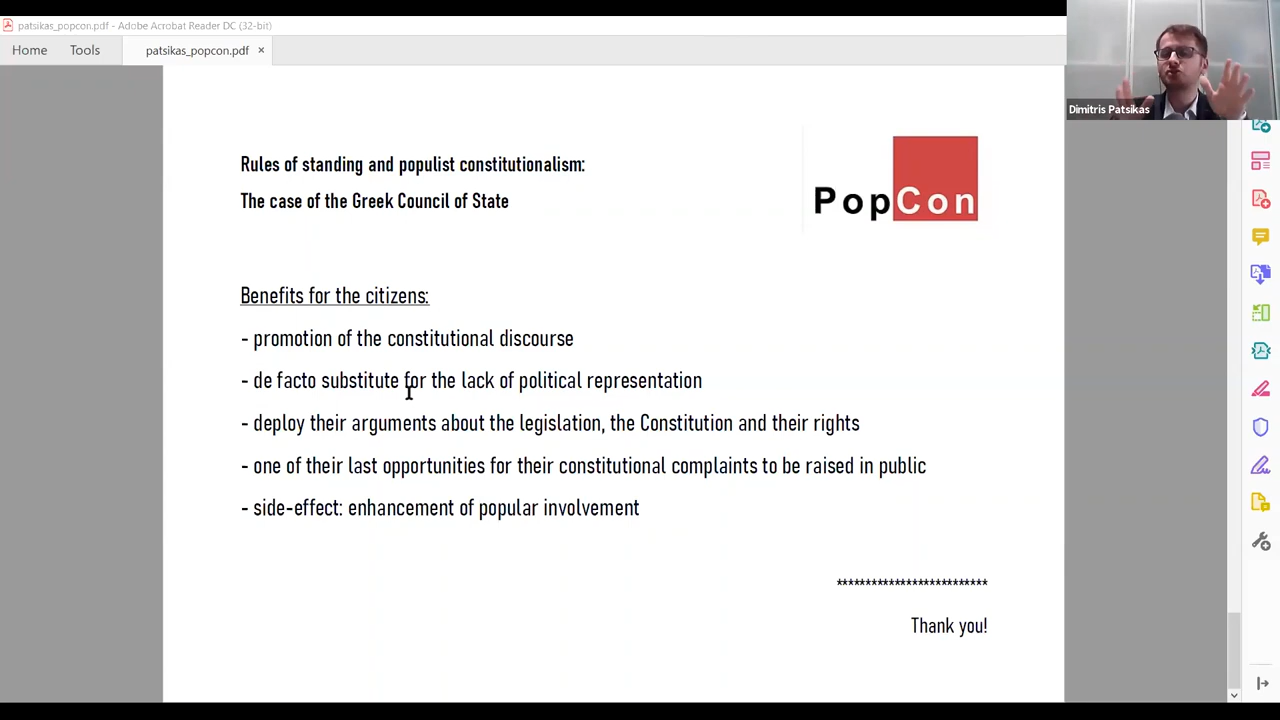 patsikas_popcon.pdf - Adobe Acrobat Reader DC (32-bit)
Home Tools patsikas_popcon.pdf ×
Dimitris Patsikas
Rules of standing and populist constitutionalism:
The case of the Greek Council of State
PopCon
Benefits for the citizens:
- promotion of the constitutional discourse
- de facto substitute for the lack of political representation
- deploy their arguments about the legislation, the Constitution and their rights
- one of their last opportunities for their constitutional complaints to be raised in public
- side-effect: enhancement of popular involvement
*************************
Thank you!